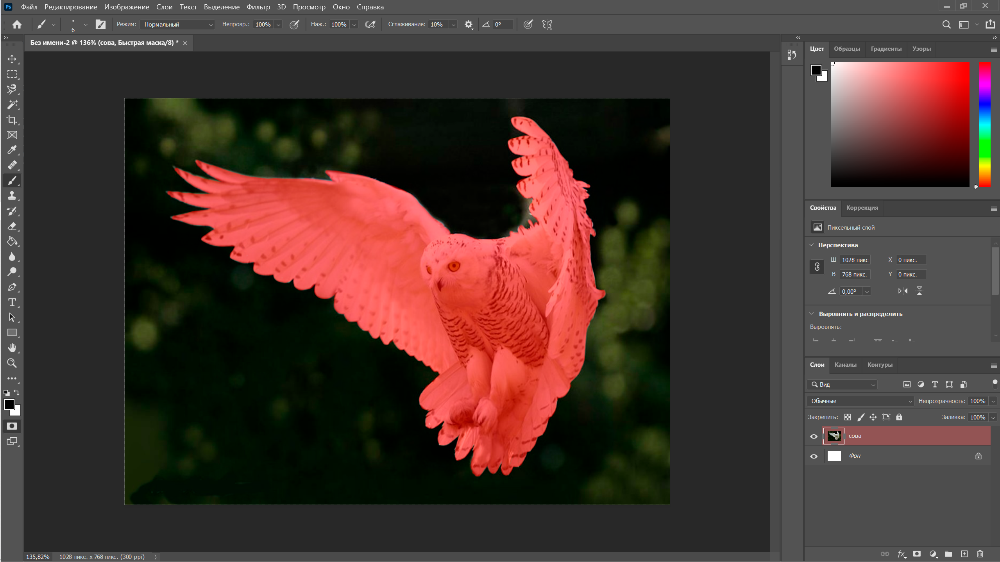 Ps Файл Редактирование Изображение Слои Текст Выделение Фильтр 3D Просмотр Окно Справка
6 Режим: Нормальный Непрозр.: 100% Наж.: 100% Сглаживание: 10% 0°
Без имени-2 @ 136% (сова, Быстрая маска/8) * ×
Цвет Образцы Градиенты Узоры
Свойства Коррекция
Пиксельный слой
Перспектива
Ш 1028 пикс X 0 пикс.
В 768 пикс. Y 0 пикс.
0,00°
Выровнять и распределить
Выровнять:
Слои Каналы Контуры
Вид
Обычные Непрозрачность: 100%
Закрепить: Заливка: 100%
сова
Фон
135,82% 1028 пикс. x 768 пикс. (300 ppi)